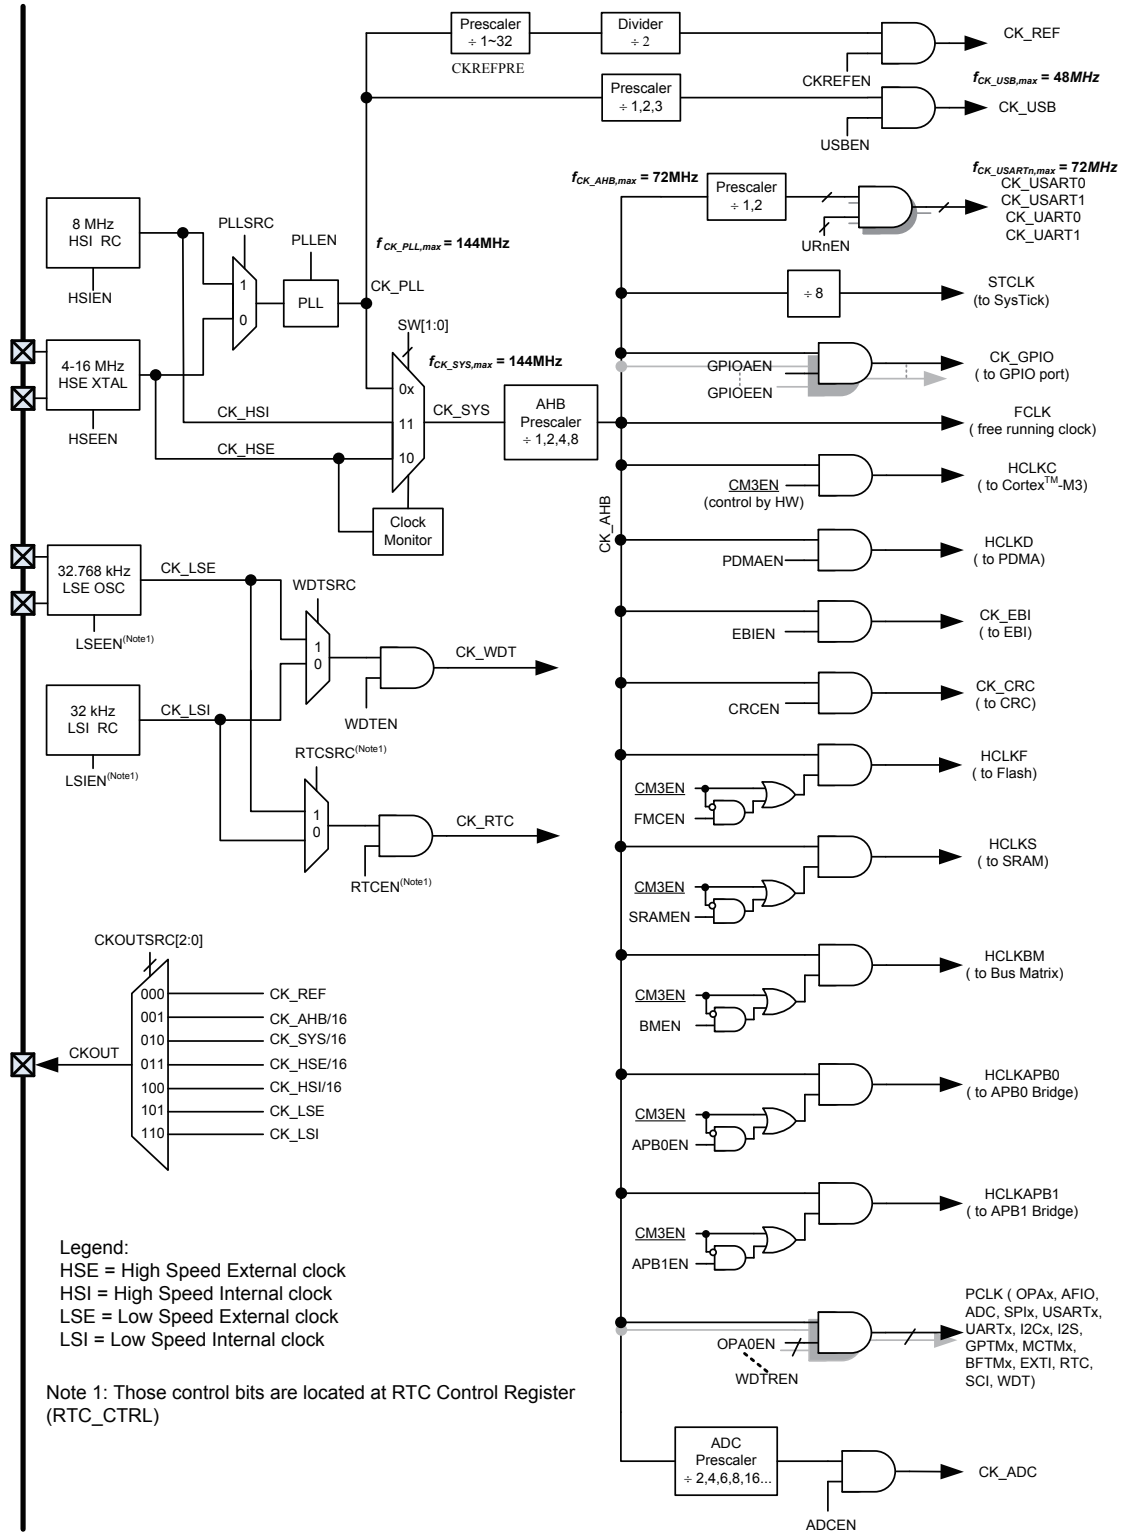 Prescaler
÷ 1~32
CKREFPRE
Divider
÷ 2
CKREFEN
CK_REF
f CK_USB,max = 48MHz
Prescaler
÷ 1,2,3
USBEN
CK_USB
f CK_AHB,max = 72MHz
Prescaler
÷ 1,2
URnEN
f CK_USARTn,max = 72MHz
CK_USART0
CK_USART1
CK_UART0
CK_UART1
8 MHz
HSI RC
HSIEN
PLLSRC
1
0
PLLEN
PLL
f CK_PLL,max = 144MHz
CK_PLL
÷ 8
STCLK
(to SysTick)
4-16 MHz
HSE XTAL
HSEEN
SW[1:0]
f CK_SYS,max = 144MHz
0x
11
10
CK_HSI
CK_HSE
CK_SYS
AHB
Prescaler
÷ 1,2,4,8
Clock
Monitor
CK_AHB
GPIOAEN
GPIOEEN
CK_GPIO
( to GPIO port)
FCLK
( free running clock)
CM3EN
(control by HW)
HCLKC
( to Cortex™-M3)
PDMAEN
HCLKD
( to PDMA)
32.768 kHz
LSE OSC
LSEEN(Note1)
CK_LSE
WDTSRC
1
0
WDTEN
CK_WDT
EBIEN
CK_EBI
( to EBI)
32 kHz
LSI RC
LSIEN(Note1)
CK_LSI
CRCEN
CK_CRC
( to CRC)
RTCSRC(Note1)
1
0
RTCEN(Note1)
CK_RTC
CM3EN
FMCEN
HCLKF
( to Flash)
CM3EN
SRAMEN
HCLKS
( to SRAM)
CKOUTSRC[2:0]
CKOUT
000 CK_REF
001 CK_AHB/16
010 CK_SYS/16
011 CK_HSE/16
100 CK_HSI/16
101 CK_LSE
110 CK_LSI
CM3EN
BMEN
HCLKBM
( to Bus Matrix)
CM3EN
APB0EN
HCLKAPB0
( to APB0 Bridge)
CM3EN
APB1EN
HCLKAPB1
( to APB1 Bridge)
Legend:
HSE = High Speed External clock
HSI = High Speed Internal clock
LSE = Low Speed External clock
LSI = Low Speed Internal clock
OPA0EN
WDTREN
PCLK ( OPAx, AFIO,
ADC, SPIx, USARTx,
UARTx, I2Cx, I2S,
GPTMx, MCTMx,
BFTMx, EXTI, RTC,
SCI, WDT)
Note 1: Those control bits are located at RTC Control Register
(RTC_CTRL)
ADC
Prescaler
÷ 2,4,6,8,16...
ADCEN
CK_ADC